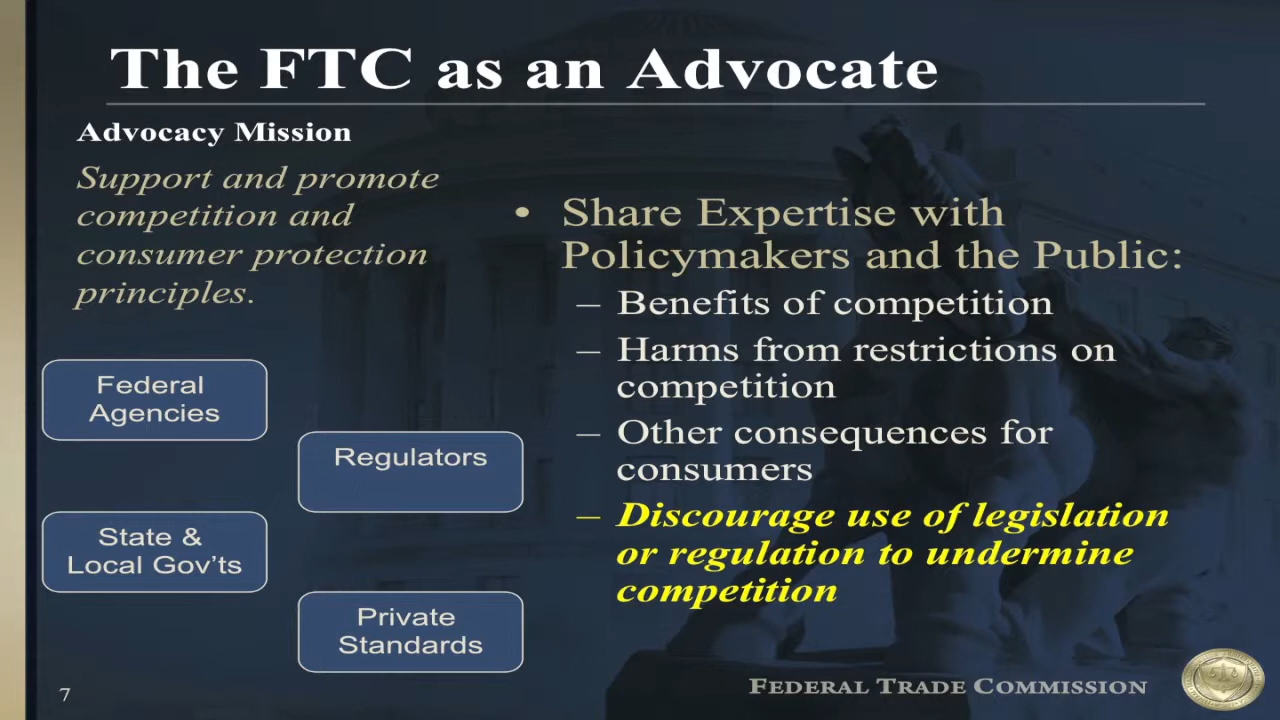 The FTC as an Advocate
Advocacy Mission
Support and promote
competition and
consumer protection
principles.
Federal
Agencies
Regulators
State &
Local Gov’ts
Private
Standards
• Share Expertise with
Policymakers and the Public:
– Benefits of competition
– Harms from restrictions on
competition
– Other consequences for
consumers
– Discourage use of legislation
or regulation to undermine
competition
7
FEDERAL TRADE COMMISSION